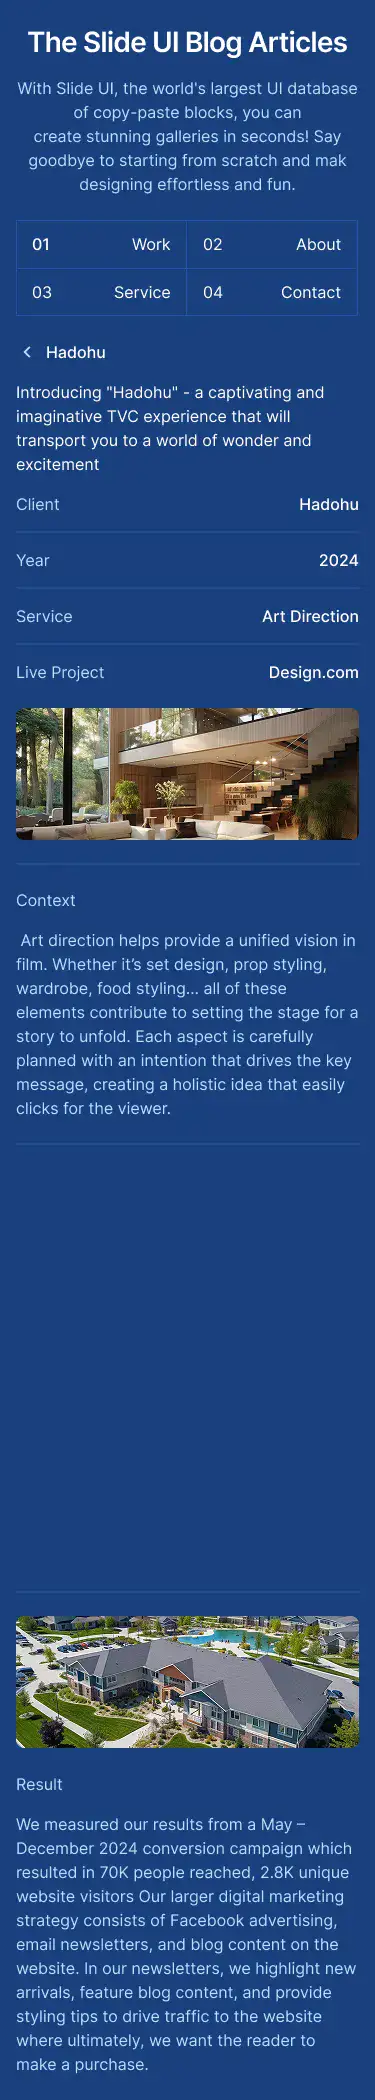 The Slide UI Blog Articles
With Slide UI, the world's largest UI database
of copy-paste blocks, you can
create stunning galleries in seconds! Say
goodbye to starting from scratch and mak
designing effortless and fun.
01 Work 02 About
03 Service 04 Contact
Hadohu
Introducing "Hadohu" - a captivating and
imaginative TVC experience that will
transport you to a world of wonder and
excitement
Client Hadohu
Year 2024
Service Art Direction
Live Project Design.com
Context
Art direction helps provide a unified vision in
film. Whether it’s set design, prop styling,
wardrobe, food styling... all of these
elements contribute to setting the stage for a
story to unfold. Each aspect is carefully
planned with an intention that drives the key
message, creating a holistic idea that easily
clicks for the viewer.
Result
We measured our results from a May –
December 2024 conversion campaign which
resulted in 70K people reached, 2.8K unique
website visitors Our larger digital marketing
strategy consists of Facebook advertising,
email newsletters, and blog content on the
website. In our newsletters, we highlight new
arrivals, feature blog content, and provide
styling tips to drive traffic to the website
where ultimately, we want the reader to
make a purchase.